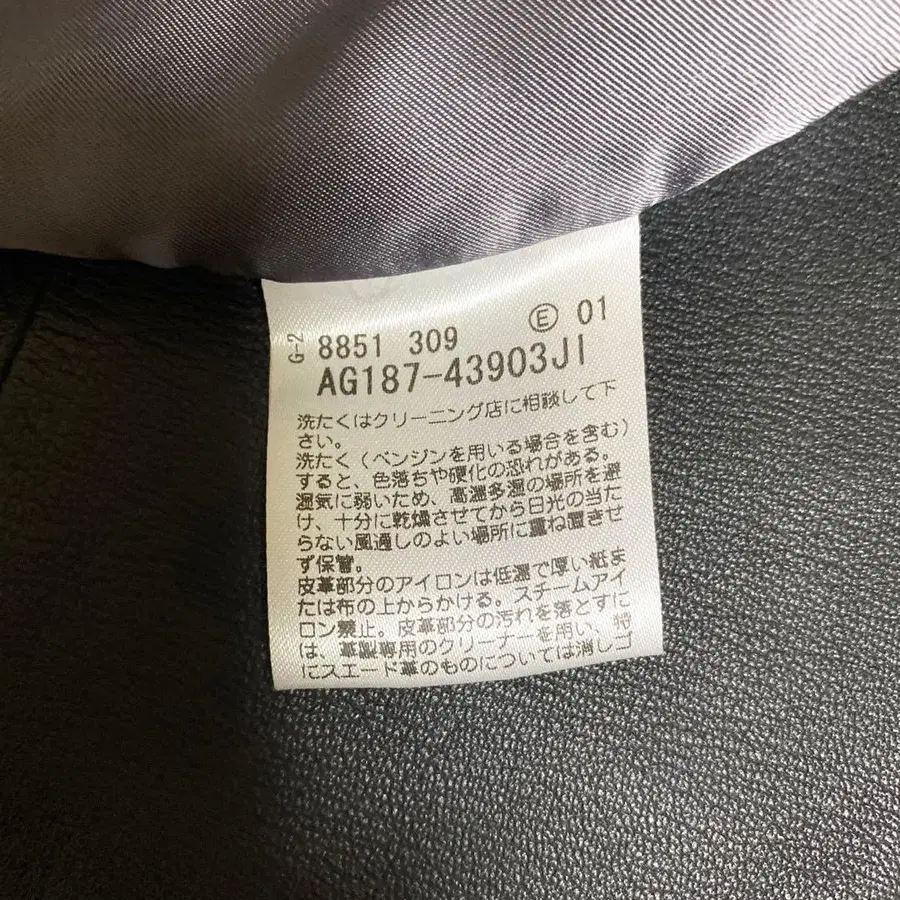 G-2
8851 309 Ⓔ 01
AG187-43903JI
洗たくはクリーニング店に相談して下
さい。
洗たく(ベンジンを用いる場合を含む)
すると、色落ちや硬化の恐れがある。
湿気に弱いため、高温多湿の場所を避
け、十分に乾燥させてから日光の当た
らない風通しのよい場所に重ね置きせ
ず保管。
皮革部分のアイロンは低温で厚い紙ま
たは布の上からかける。スチームアイ
ロン禁止。皮革部分の汚れを落とすに
は、革製専用のクリーナーを用い、特
にスエード革のものについては消しゴ